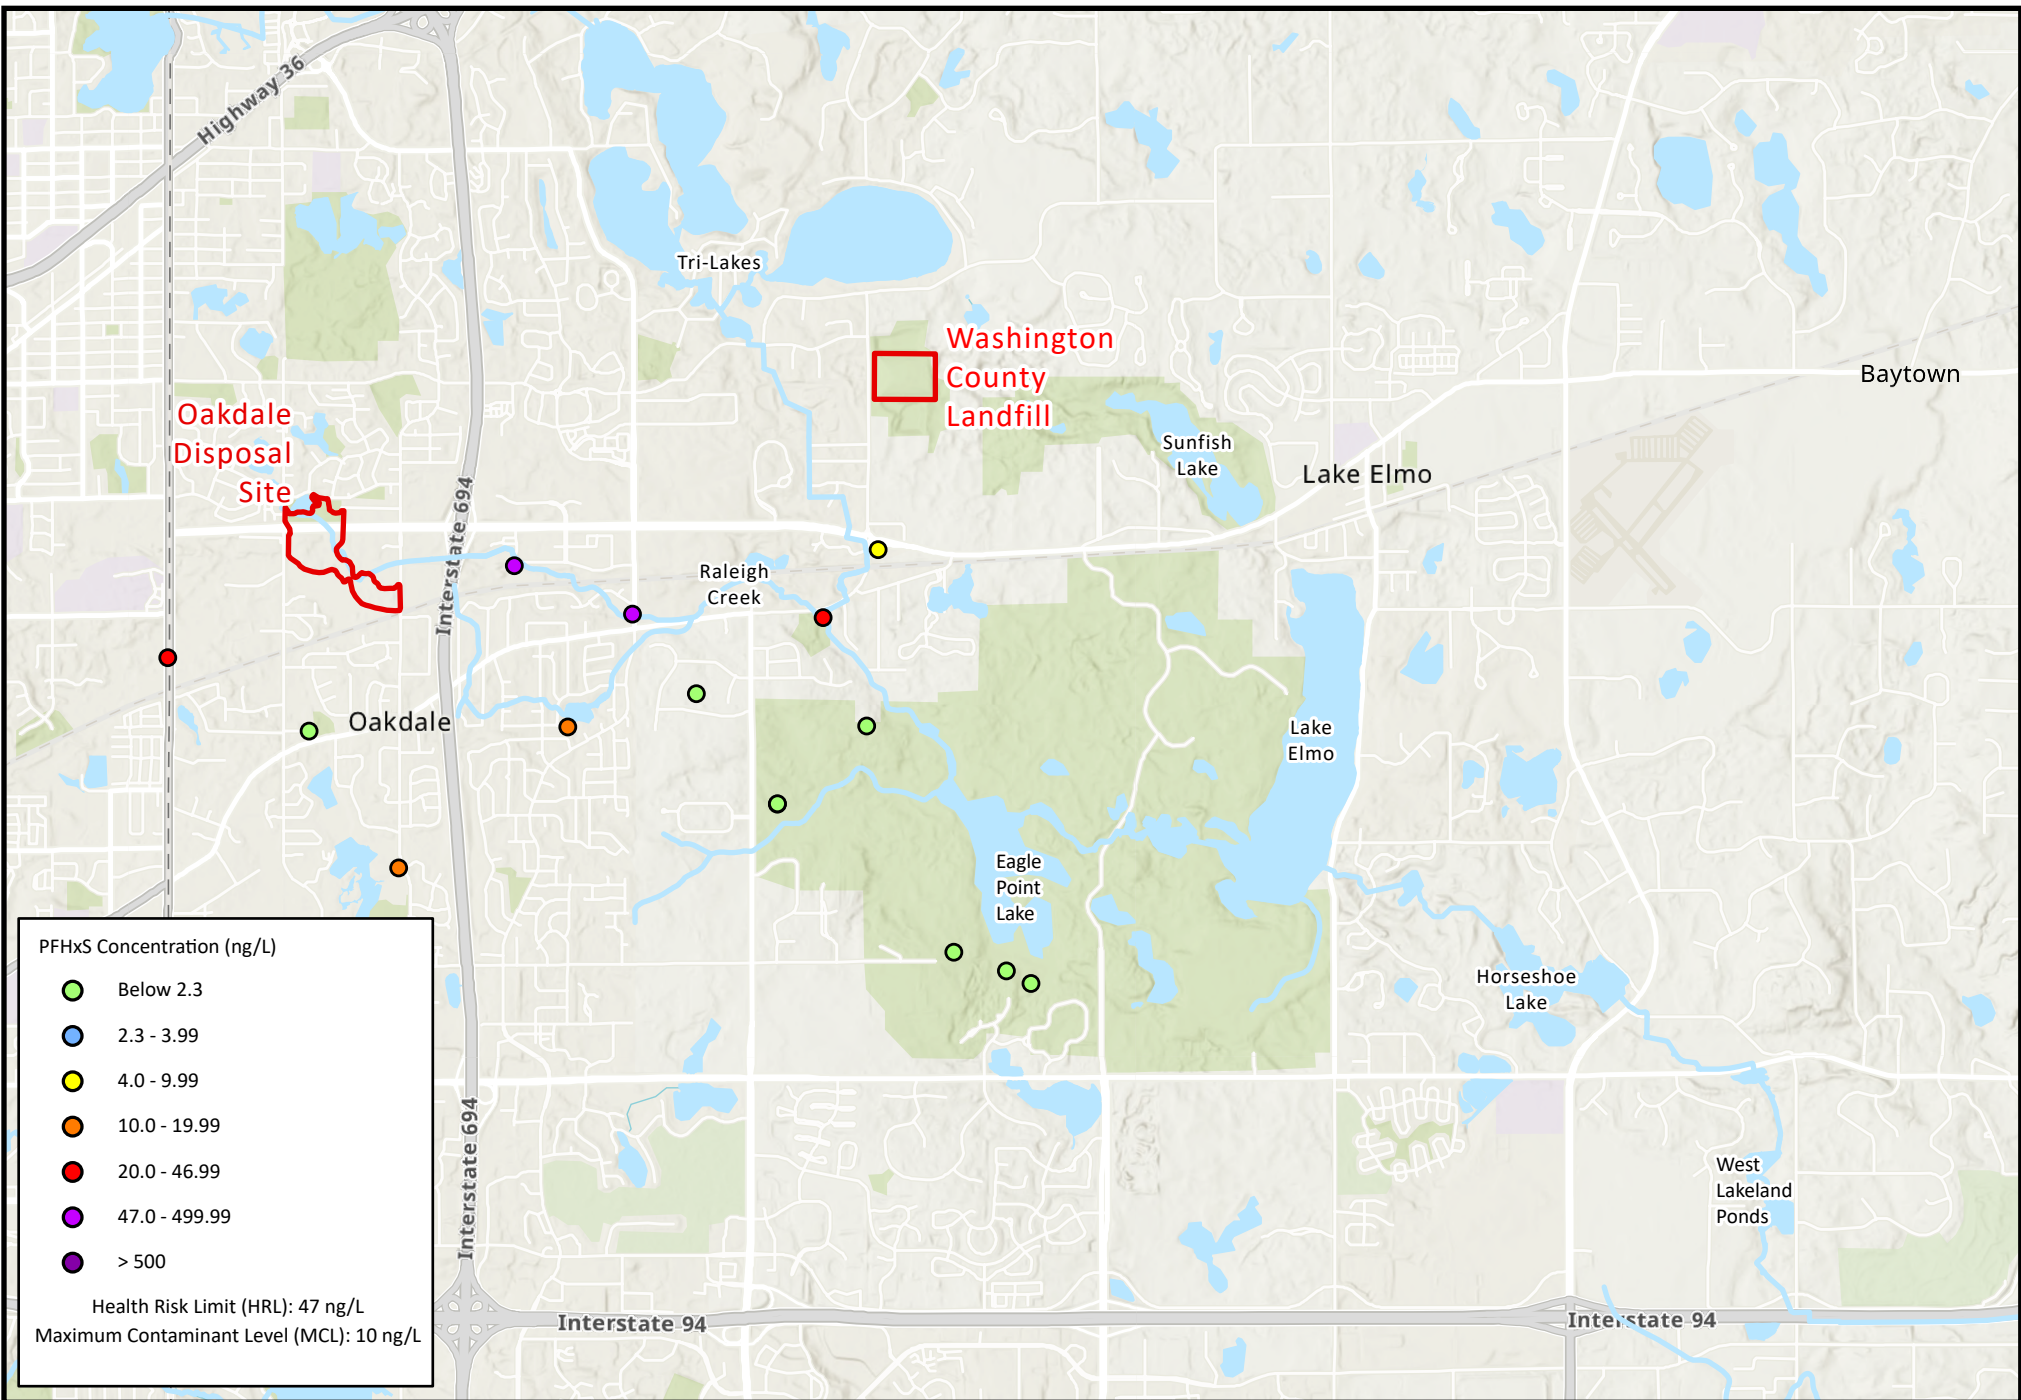 Highway 36
Tri-Lakes
Washington
County
Landfill
Baytown
Oakdale
Disposal
Site
Sunfish
Lake
Lake Elmo
Interstate 694
Raleigh
Creek
Oakdale
Lake
Elmo
Eagle
Point
Lake
Horseshoe
Lake
West
Lakeland
Ponds
Interstate 694
Interstate 94
Interstate 94
PFHxS Concentration (ng/L)
Below 2.3
2.3 - 3.99
4.0 - 9.99
10.0 - 19.99
20.0 - 46.99
47.0 - 499.99
> 500
Health Risk Limit (HRL): 47 ng/L
Maximum Contaminant Level (MCL): 10 ng/L